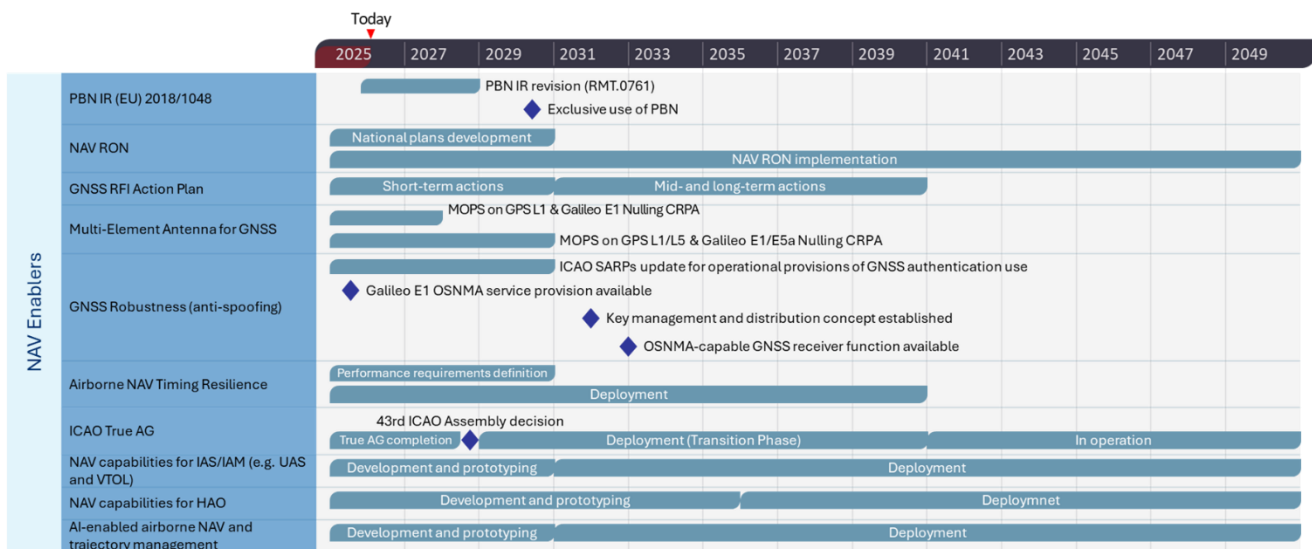 Today
2025 2027 2029 2031 2033 2035 2037 2039 2041 2043 2045 2047 2049
NAV Enablers
PBN IR (EU) 2018/1048
PBN IR revision (RMT.0761)
Exclusive use of PBN
NAV RON
National plans development
NAV RON implementation
GNSS RFI Action Plan
Short-term actions
Mid- and long-term actions
Multi-Element Antenna for GNSS
MOPS on GPS L1 & Galileo E1 Nulling CRPA
MOPS on GPS L1/L5 & Galileo E1/E5a Nulling CRPA
GNSS Robustness (anti-spoofing)
ICAO SARPs update for operational provisions of GNSS authentication use
Galileo E1 OSNMA service provision available
Key management and distribution concept established
OSNMA-capable GNSS receiver function available
Airborne NAV Timing Resilience
Performance requirements definition
Deployment
ICAO True AG
43rd ICAO Assembly decision
True AG completion
Deployment (Transition Phase)
In operation
NAV capabilities for IAS/IAM (e.g. UAS
and VTOL)
Development and prototyping
Deployment
NAV capabilities for HAO
Development and prototyping
Deploymnet
AI-enabled airborne NAV and
trajectory management
Development and prototyping
Deployment